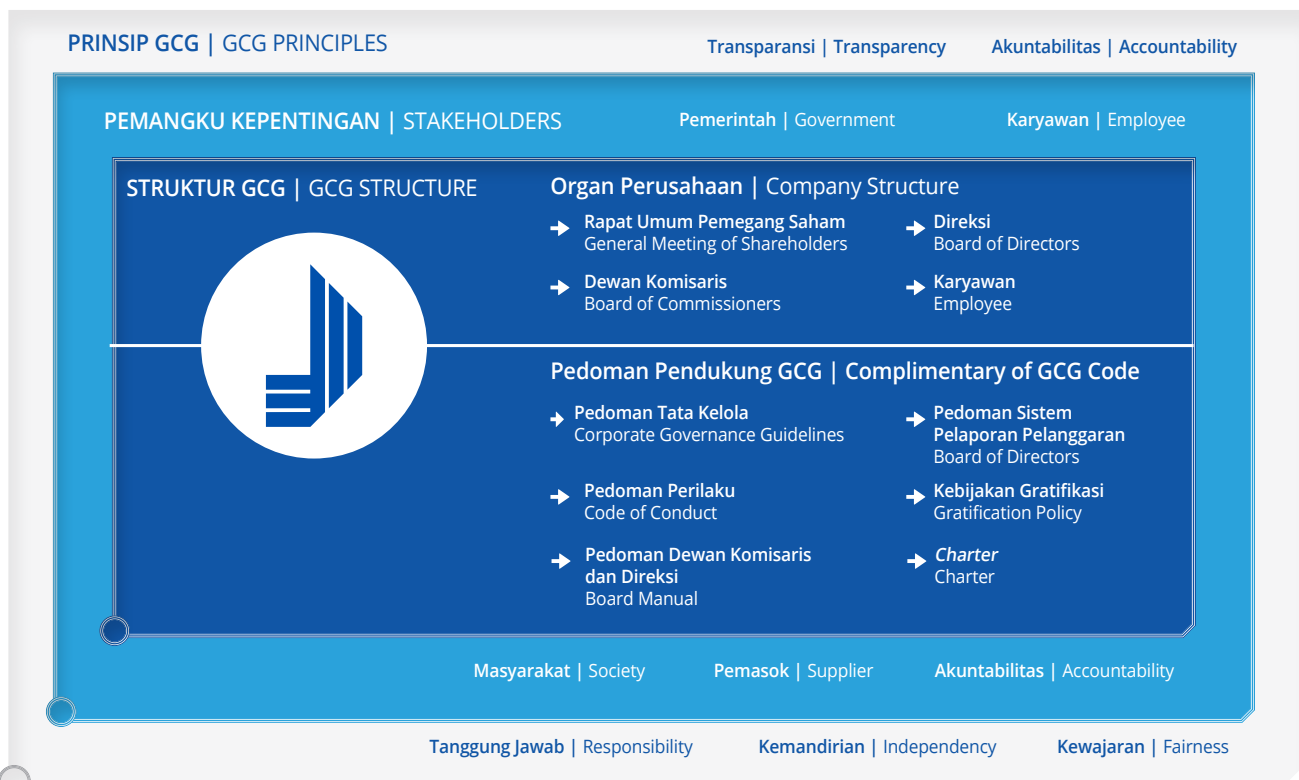 PRINSIP GCG | GCG PRINCIPLES
Transparansi | Transparency
Akuntabilitas | Accountability
PEMANGKU KEPENTINGAN | STAKEHOLDERS
Pemerintah | Government
Karyawan | Employee
STRUKTUR GCG | GCG STRUCTURE
Organ Perusahaan | Company Structure
Rapat Umum Pemegang Saham
General Meeting of Shareholders
Direksi
Board of Directors
Dewan Komisaris
Board of Commissioners
Karyawan
Employee
Pedoman Pendukung GCG | Complimentary of GCG Code
Pedoman Tata Kelola
Corporate Governance Guidelines
Pedoman Sistem
Pelaporan Pelanggaran
Board of Directors
Pedoman Perilaku
Code of Conduct
Kebijakan Gratifikasi
Gratification Policy
Pedoman Dewan Komisaris
dan Direksi
Board Manual
Charter
Charter
Masyarakat | Society
Pemasok | Supplier
Akuntabilitas | Accountability
Tanggung Jawab | Responsibility
Kemandirian | Independency
Kewajaran | Fairness